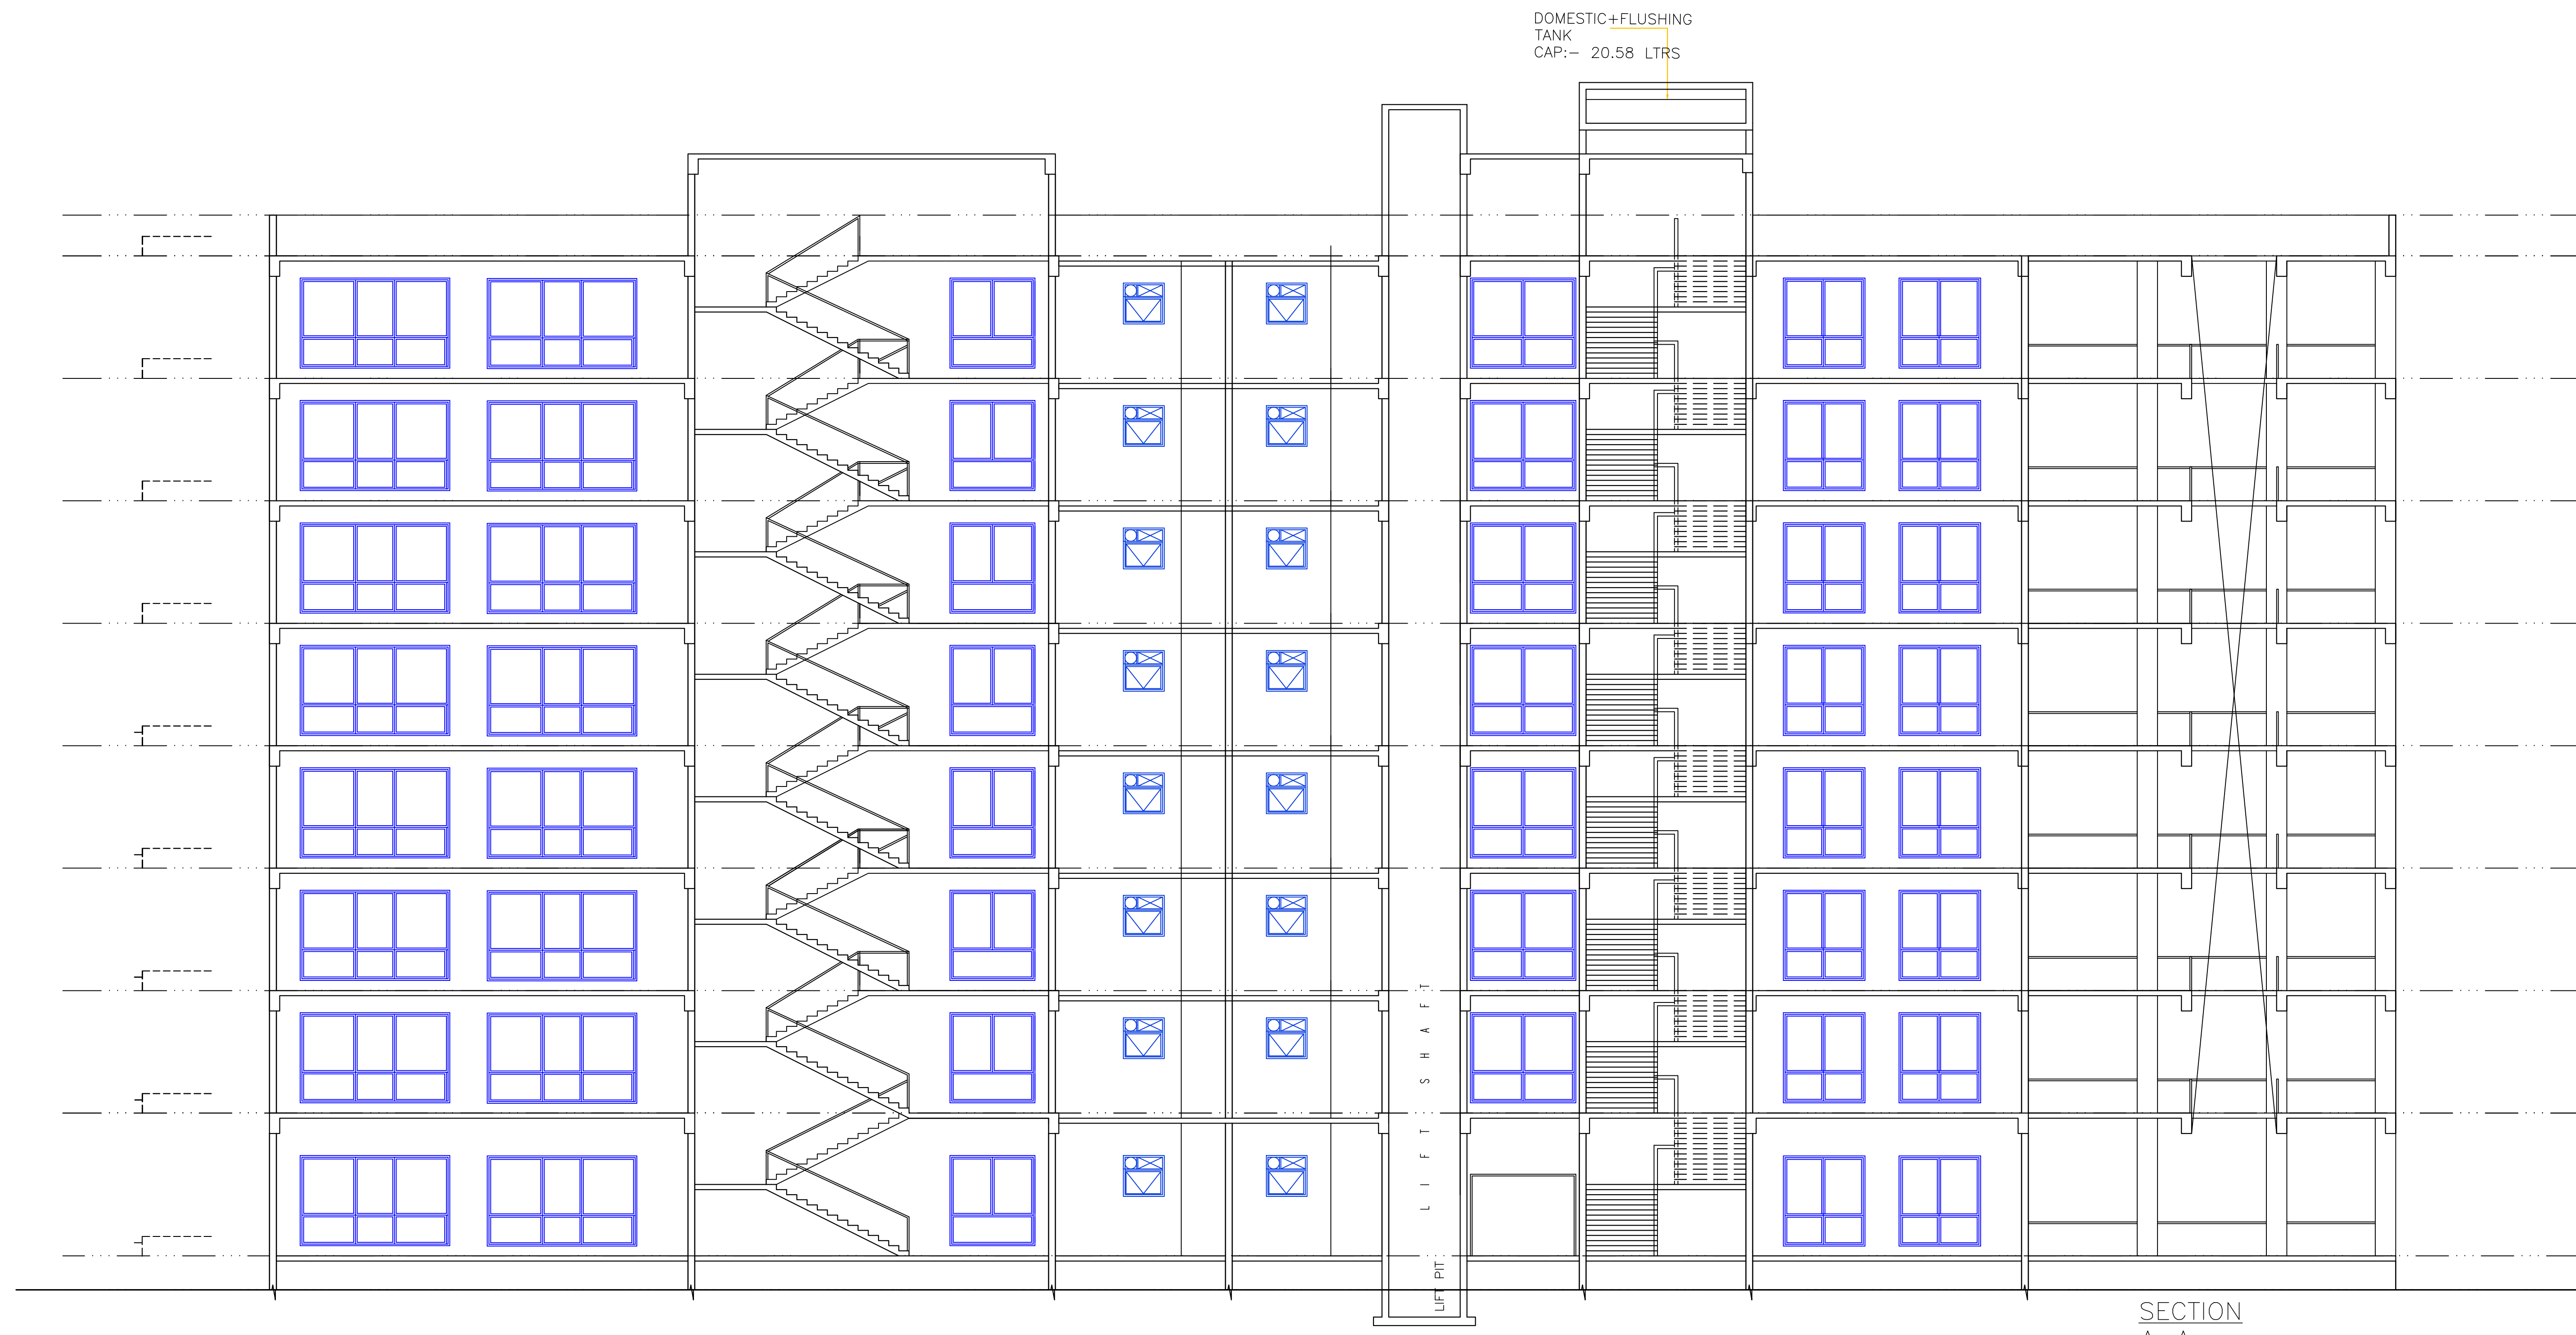 DOMESTIC+FLUSHING
TANK
CAP:- 20.58 LTRS
LIFT SHAFT
LIFT PIT
SECTION